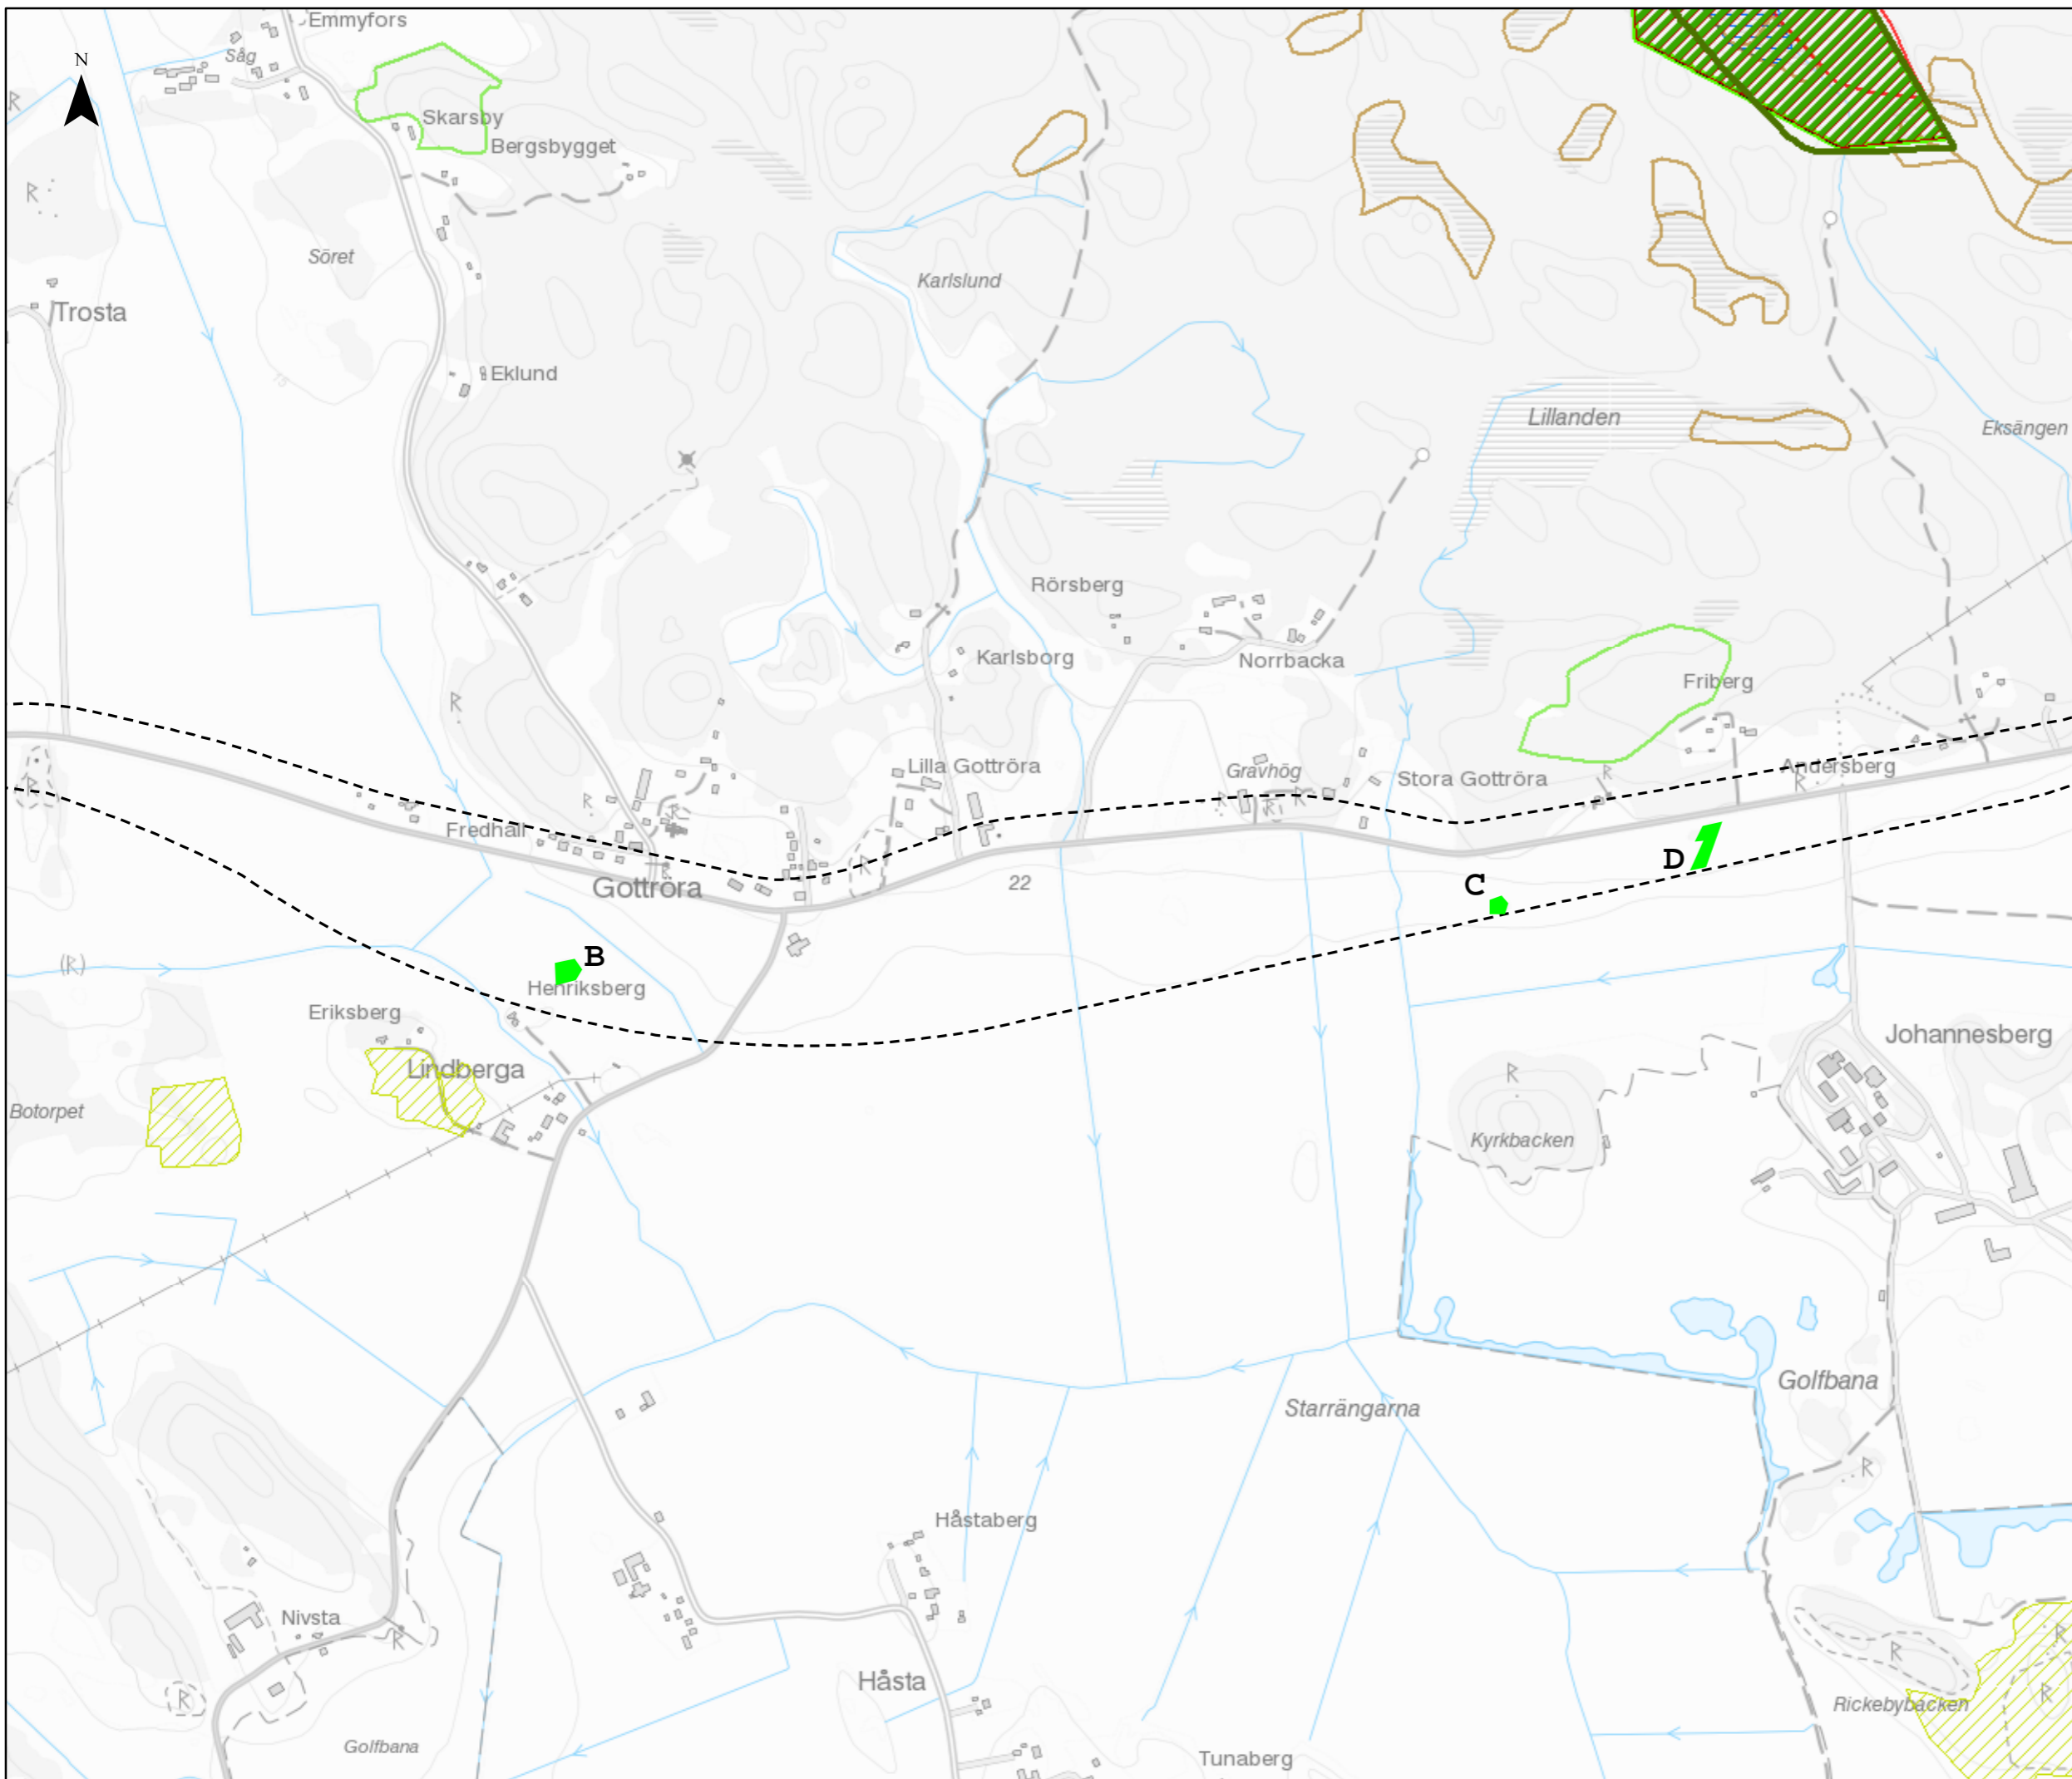 Emmyfors
Såg
N
Skarsby
Bergsbygget
R
R
Söret
Karlslund
Trosta
Eklund
Lillanden
Eksängen
Rörsberg
Karlsborg
Norrbacka
Friberg
R
Lilla Gottröra
Gravhög
Stora Gottröra
Andersberg
R
R
R
R
R
R
R
R
R
Fredhäll
D
R
R
Gottröra
22
C
B
(R)
Henriksberg
Eriksberg
Johannesberg
Lindberga
R
Botorpet
Kyrkbacken
Golfbana
Starrängarna
R
Håstaberg
Nivsta
R
R
R
Håsta
R
R
Rickebybacken
Golfbana
Tunaberg